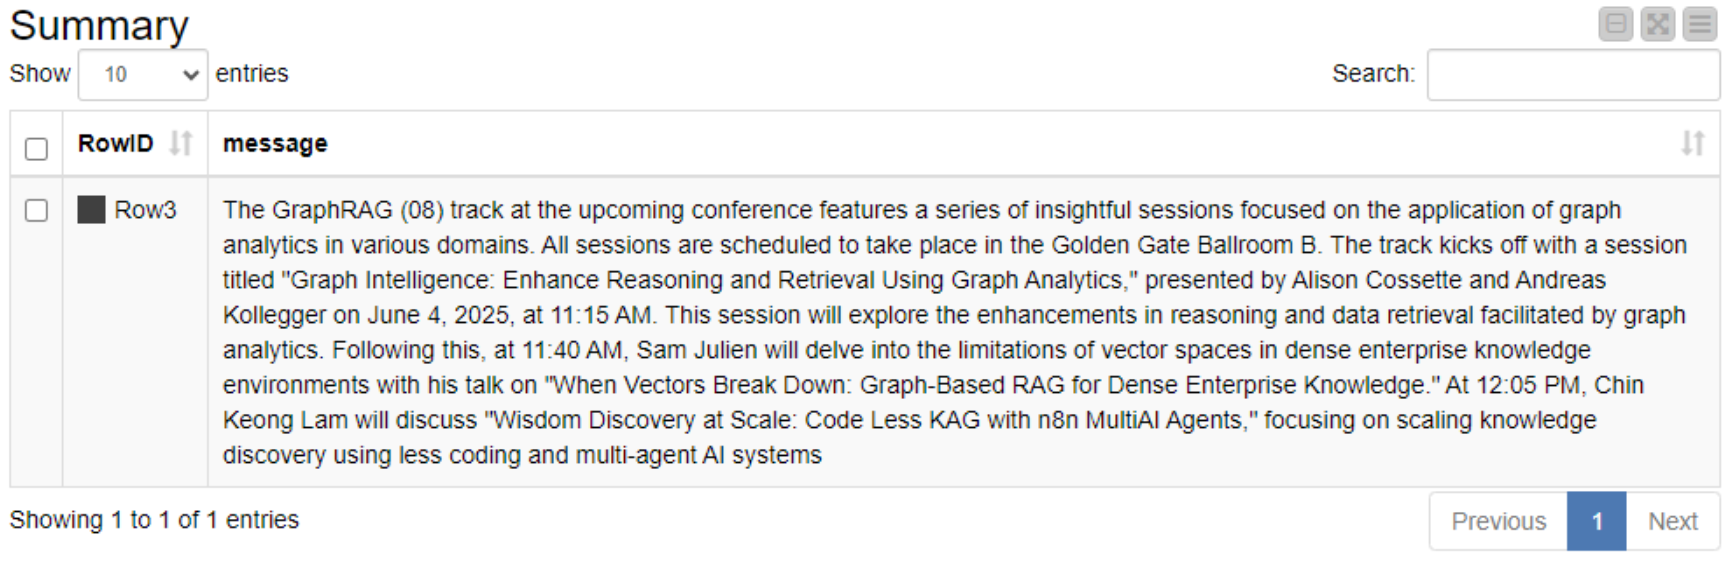 Summary
Show 10 entries
Search:
RowID message
Row3 The GraphRAG (08) track at the upcoming conference features a series of insightful sessions focused on the application of graph
analytics in various domains. All sessions are scheduled to take place in the Golden Gate Ballroom B. The track kicks off with a session
titled "Graph Intelligence: Enhance Reasoning and Retrieval Using Graph Analytics," presented by Alison Cossette and Andreas
Kollegger on June 4, 2025, at 11:15 AM. This session will explore the enhancements in reasoning and data retrieval facilitated by graph
analytics. Following this, at 11:40 AM, Sam Julien will delve into the limitations of vector spaces in dense enterprise knowledge
environments with his talk on "When Vectors Break Down: Graph-Based RAG for Dense Enterprise Knowledge." At 12:05 PM, Chin
Keong Lam will discuss "Wisdom Discovery at Scale: Code Less KAG with n8n MultiAI Agents," focusing on scaling knowledge
discovery using less coding and multi-agent AI systems
Showing 1 to 1 of 1 entries
Previous 1 Next